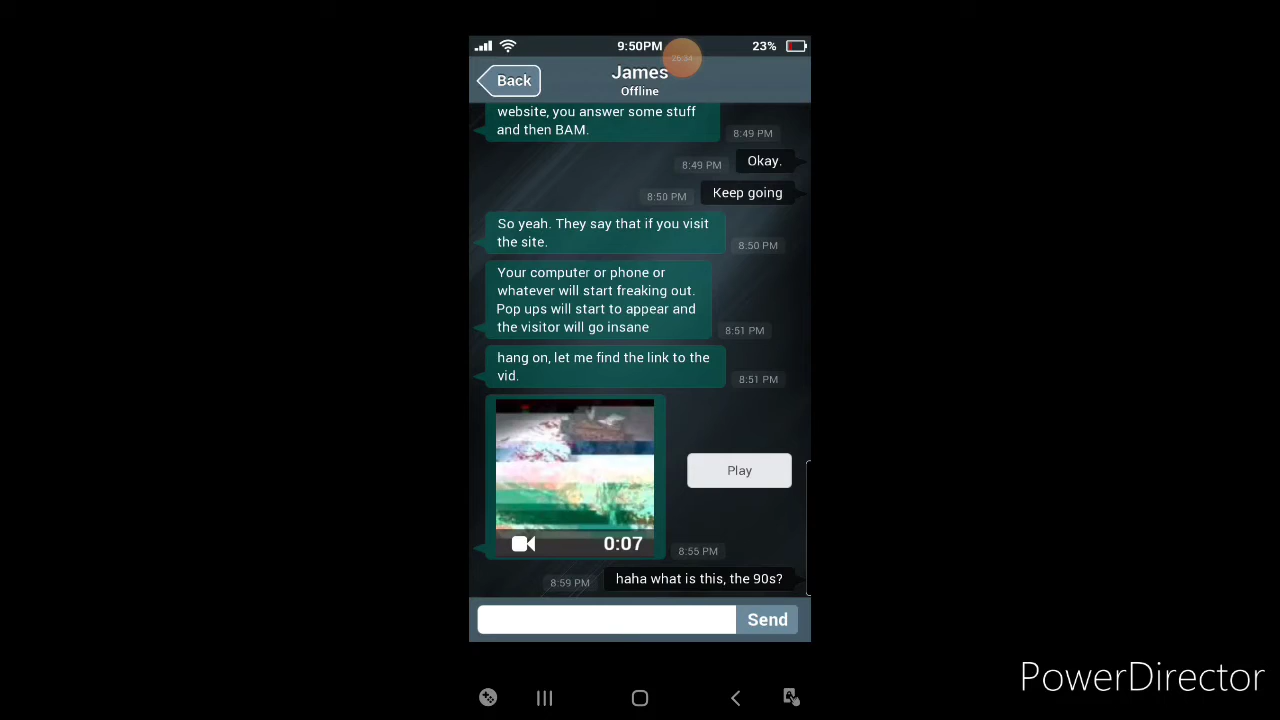 9:50PM
23%
25:34
Back
James
Offline
website, you answer some stuff
and then BAM.
8:49 PM
8:49 PM
Okay.
8:50 PM
Keep going
So yeah. They say that if you visit
the site.
8:50 PM
Your computer or phone or
whatever will start freaking out.
Pop ups will start to appear and
the visitor will go insane
8:51 PM
hang on, let me find the link to the
vid.
8:51 PM
Play
0:07
8:55 PM
8:59 PM
haha what is this, the 90s?
Send
PowerDirector